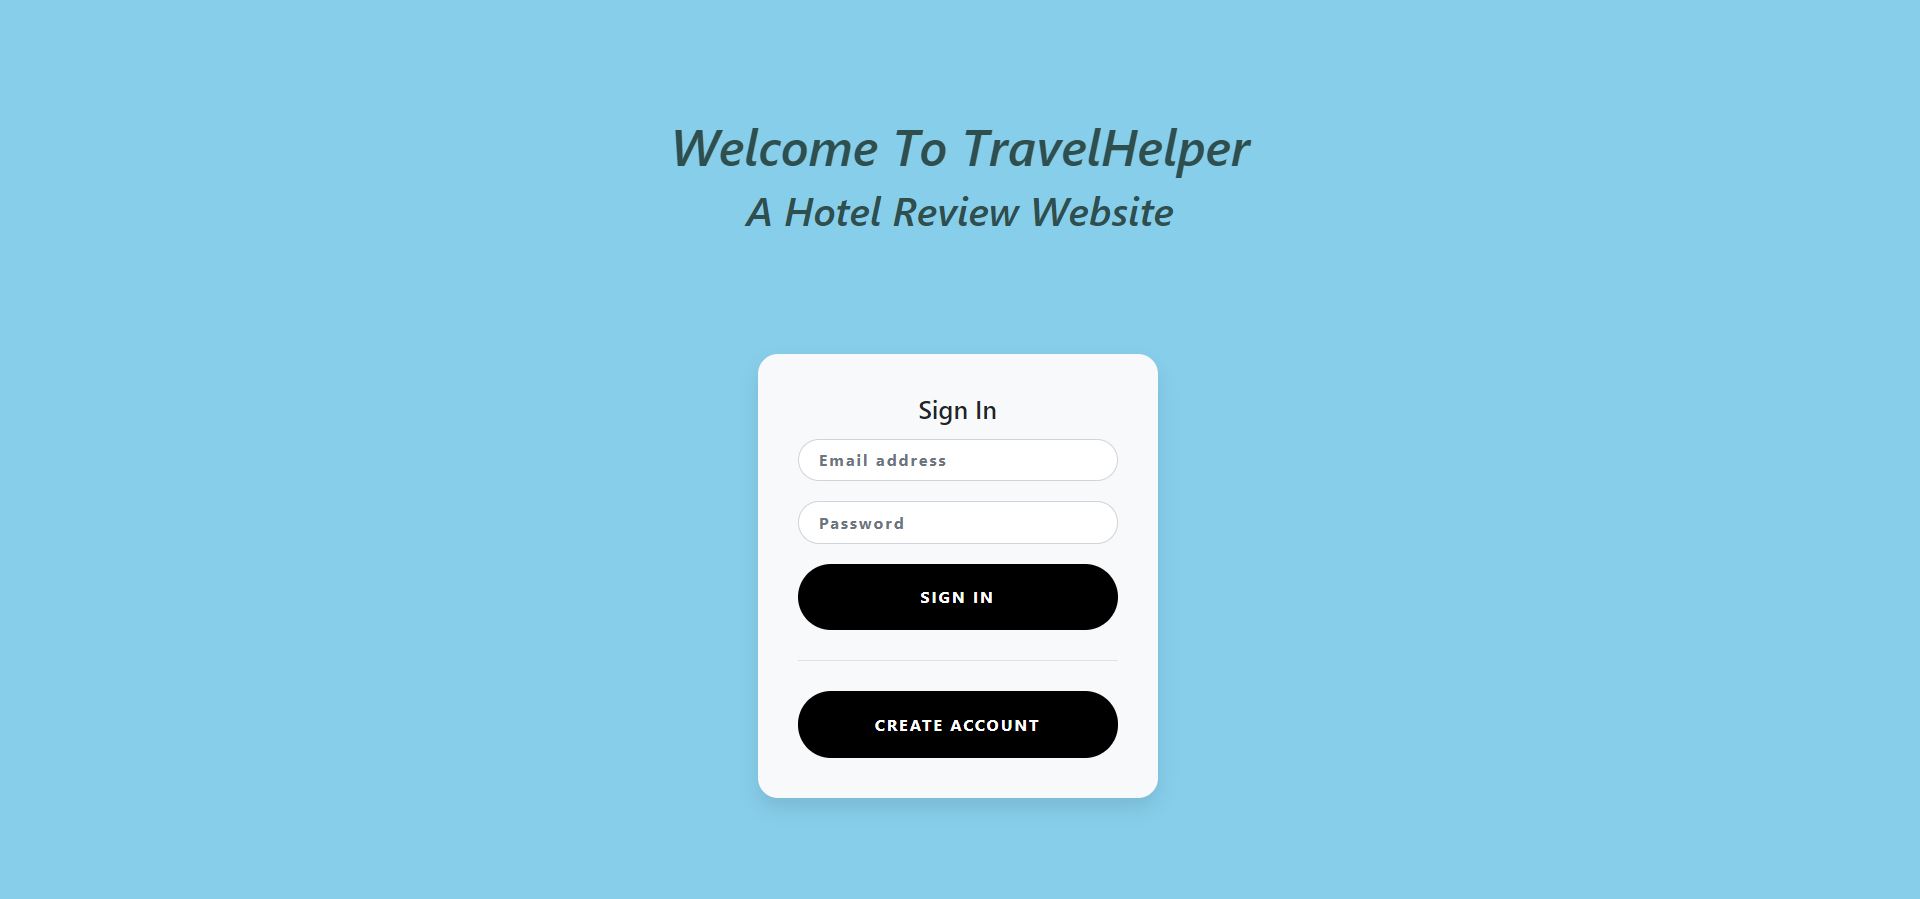 Welcome To TravelHelper
A Hotel Review Website
Sign In
Email address
Password
SIGN IN
CREATE ACCOUNT